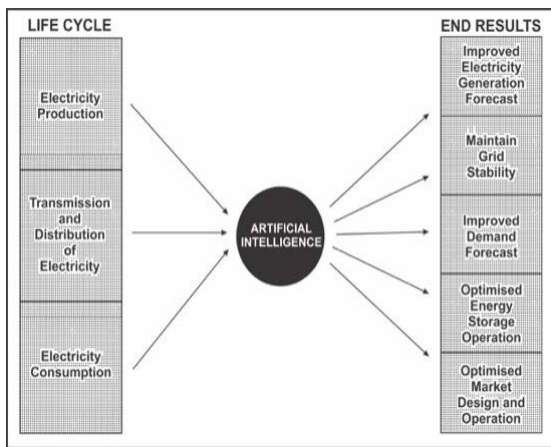 LIFE CYCLE
Electricity
Production
Transmission
and
Distribution
of
Electricity
Electricity
Consumption
ARTIFICIAL
INTELLIGENCE
END RESULTS
Improved
Electricity
Generation
Forecast
Maintain
Grid
Stability
Improved
Demand
Forecast
Optimised
Energy
Storage
Operation
Optimised
Market
Design and
Operation